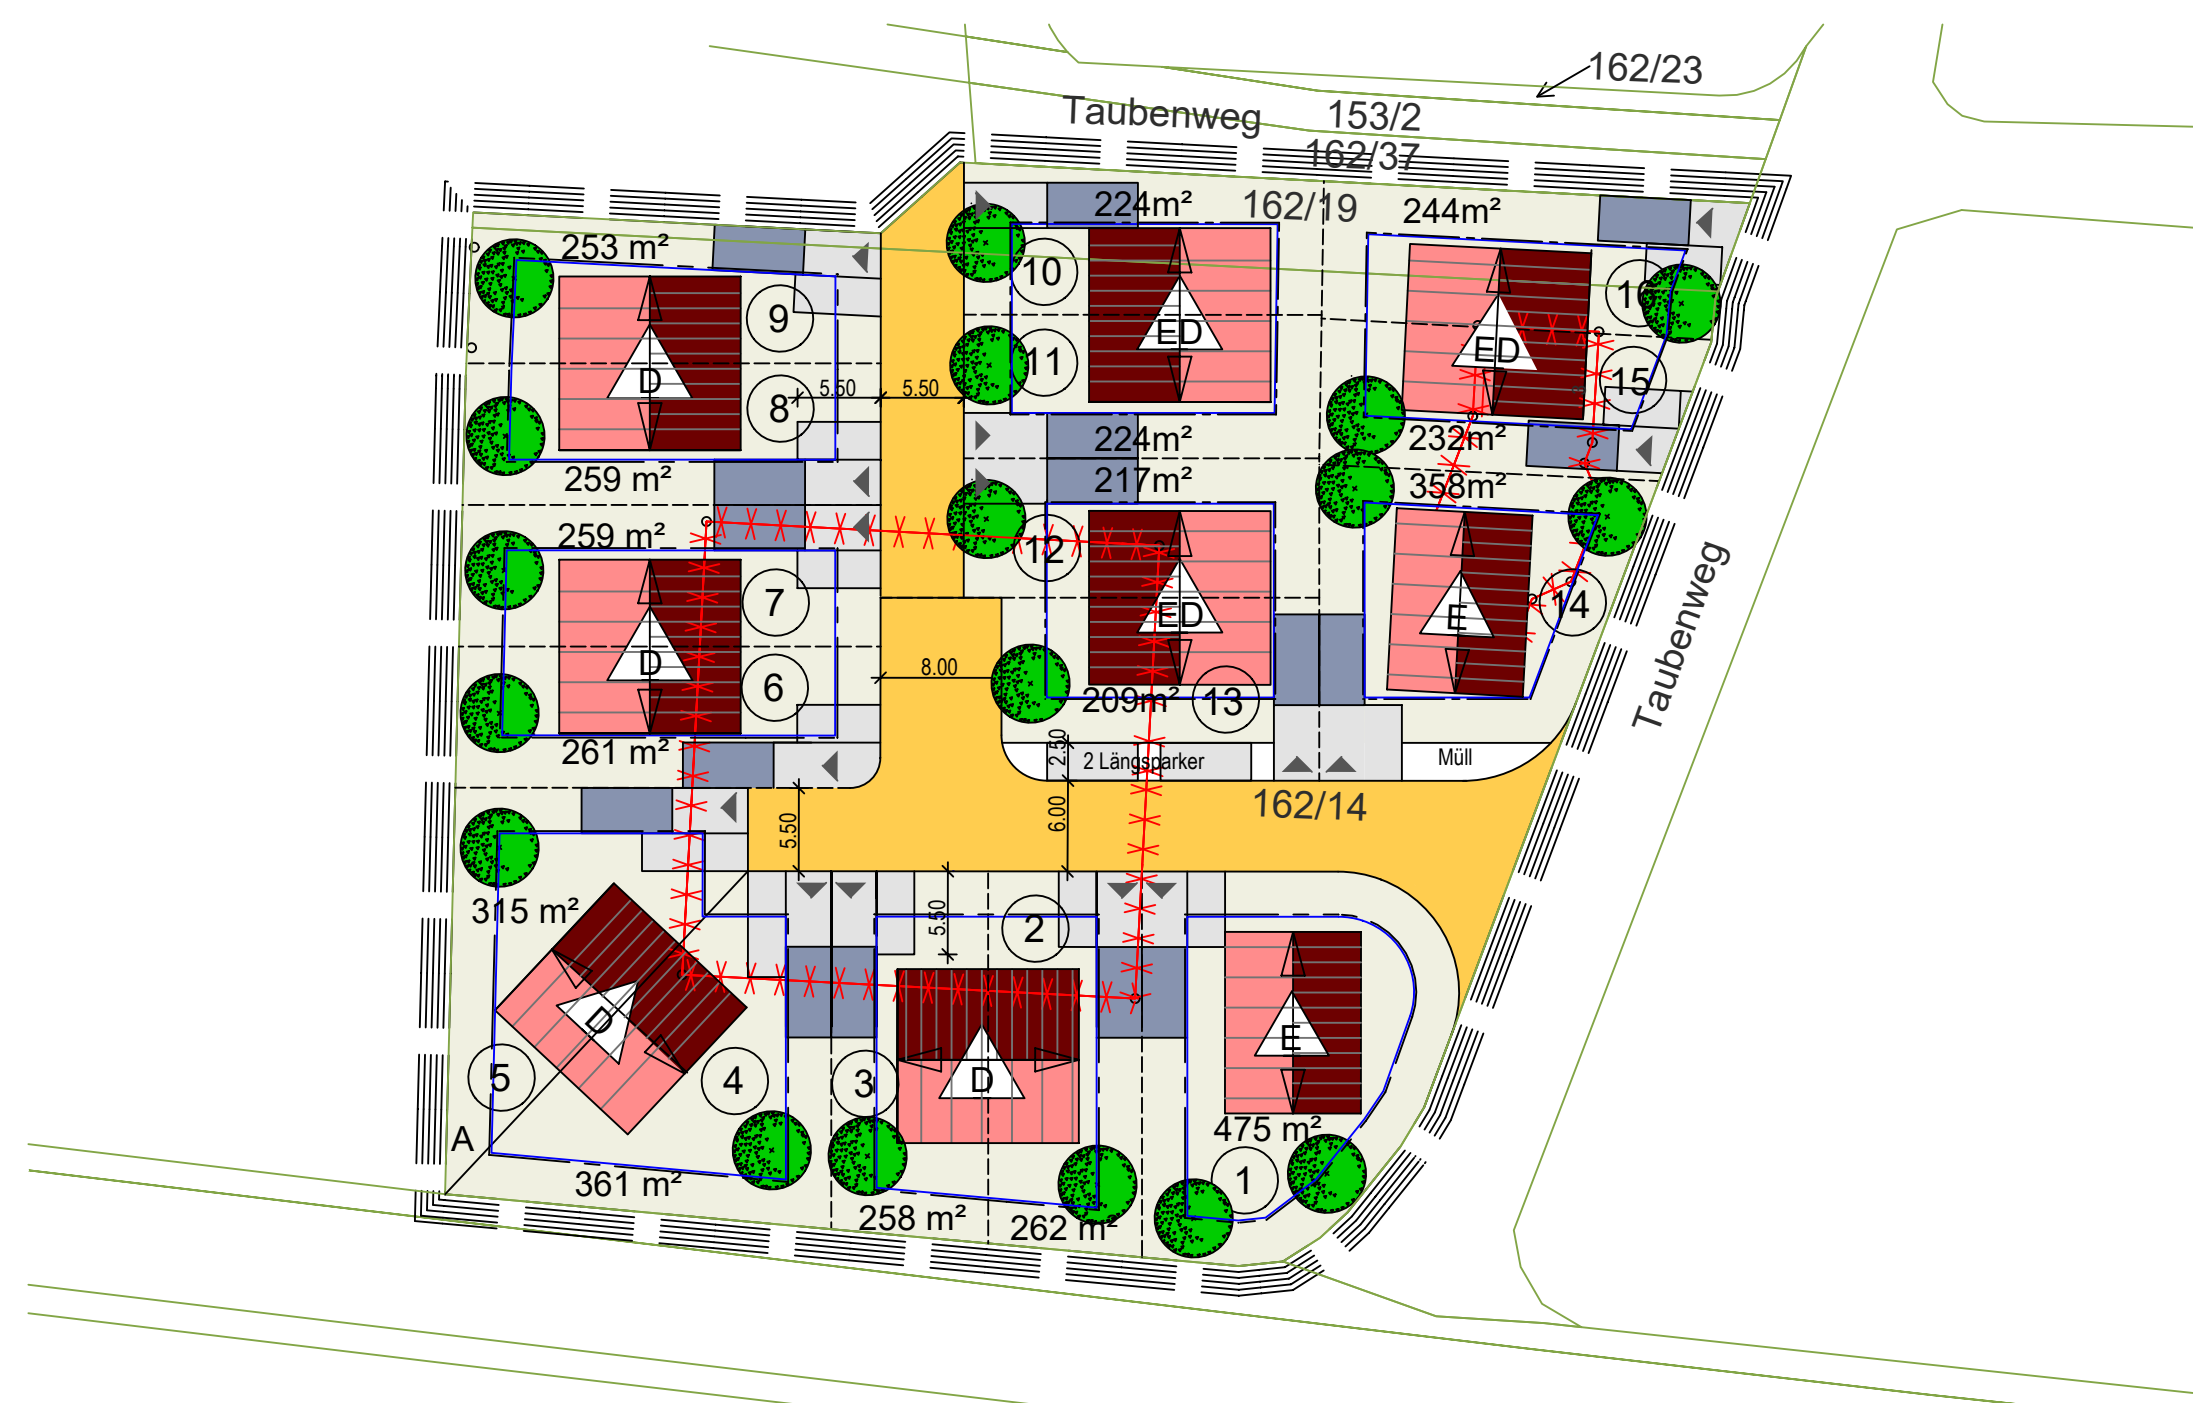 162/23
Taubenweg
153/2
162/37
224m²
162/19
244m²
253 m²
10
16
9
ED
ED
11
15
D
8
5.50
5.50
224m²
232m²
259 m²
217m²
358m²
259 m²
12
7
14
ED
E
D
6
8.00
209m²
13
Taubenweg
261 m²
2.50
2 Längsparker
Müll
5.50
6.00
162/14
315 m²
5.50
2
D
E
5
4
3
D
A
475 m²
1
361 m²
258 m²
262 m²